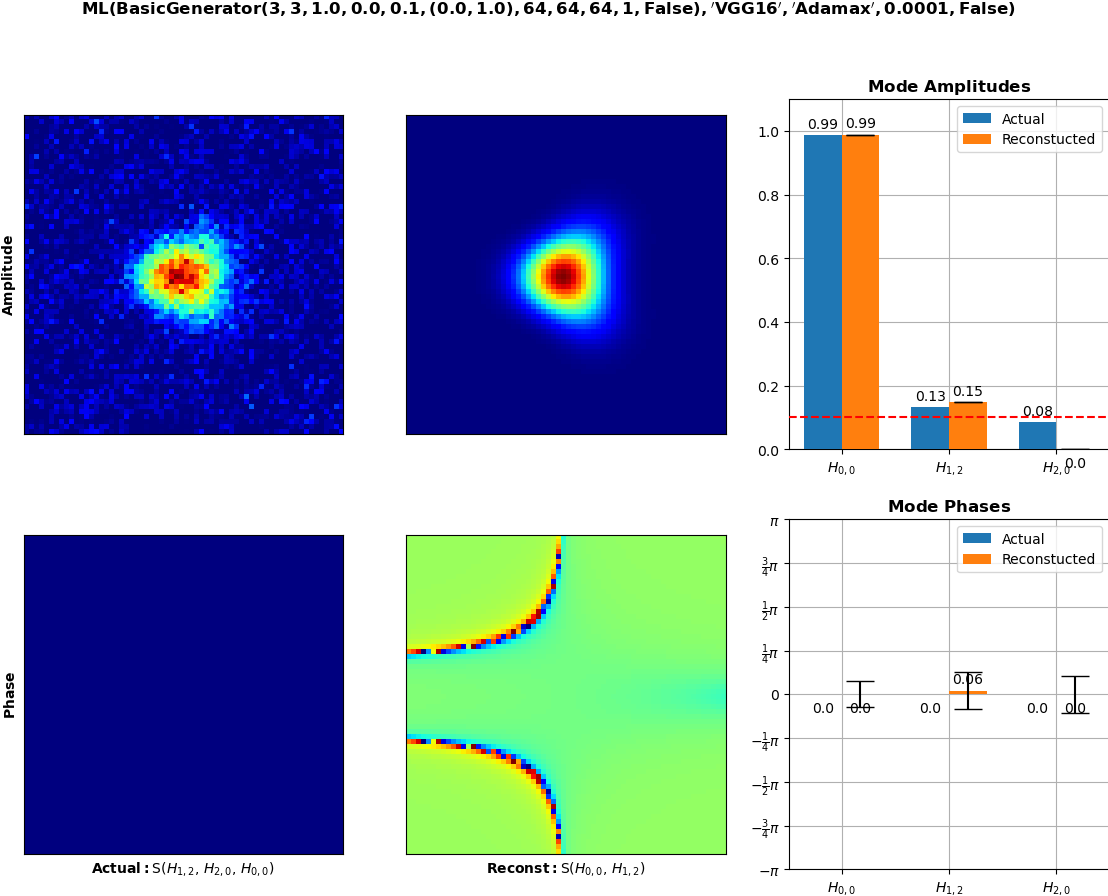 ML(BasicGenerator(3, 3, 1.0, 0.0, 0.1, (0.0, 1.0), 64, 64, 64, 1, False), ′VGG16′, ′Adamax′, 0.0001, False)
Amplitude
Mode Amplitudes
Actual
Reconstucted
0.99 0.99
0.13 0.15
0.08
0.0
1.0
0.8
0.6
0.4
0.2
0.0
H0,0 H1,2 H2,0
Phase
Actual: S(H1,2, H2,0, H0,0)
Reconst: S(H0,0, H1,2)
Mode Phases
Actual
Reconstucted
π
3/4π
1/2π
1/4π
0
−1/4π
−1/2π
−3/4π
−π
0.0 0.0
0.0 0.06
0.0 0.0
H0,0 H1,2 H2,0